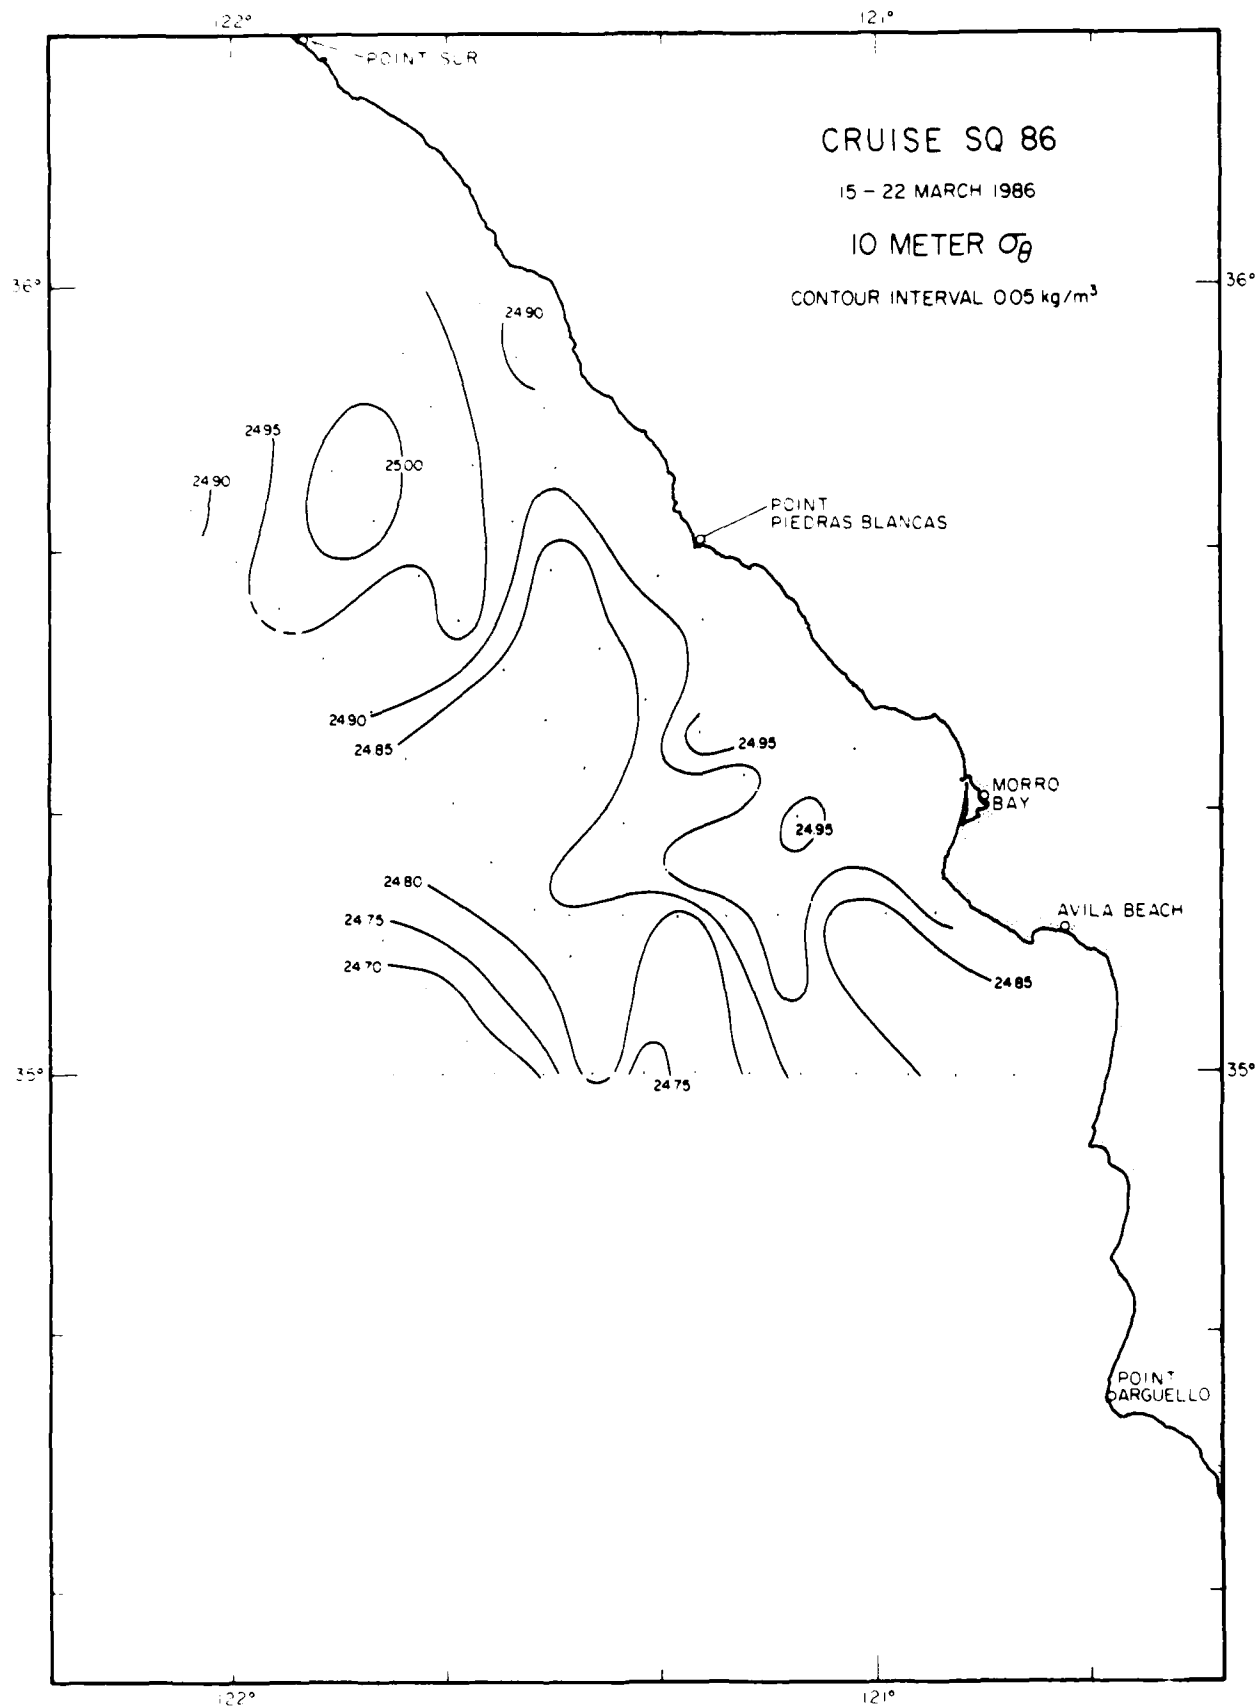 122°
121°
POINT SUR
CRUISE SQ 86
15 - 22 MARCH 1986
10 METER σθ
CONTOUR INTERVAL 0.05 kg/m³
36°
36°
24.90
24.95
25.00
24.90
POINT
PIEDRAS BLANCAS
24.90
24.85
24.95
MORRO
BAY
24.95
24.80
24.75
AVILA BEACH
24.70
24.85
35°
35°
24.75
POINT
ARGUELLO
122°
121°